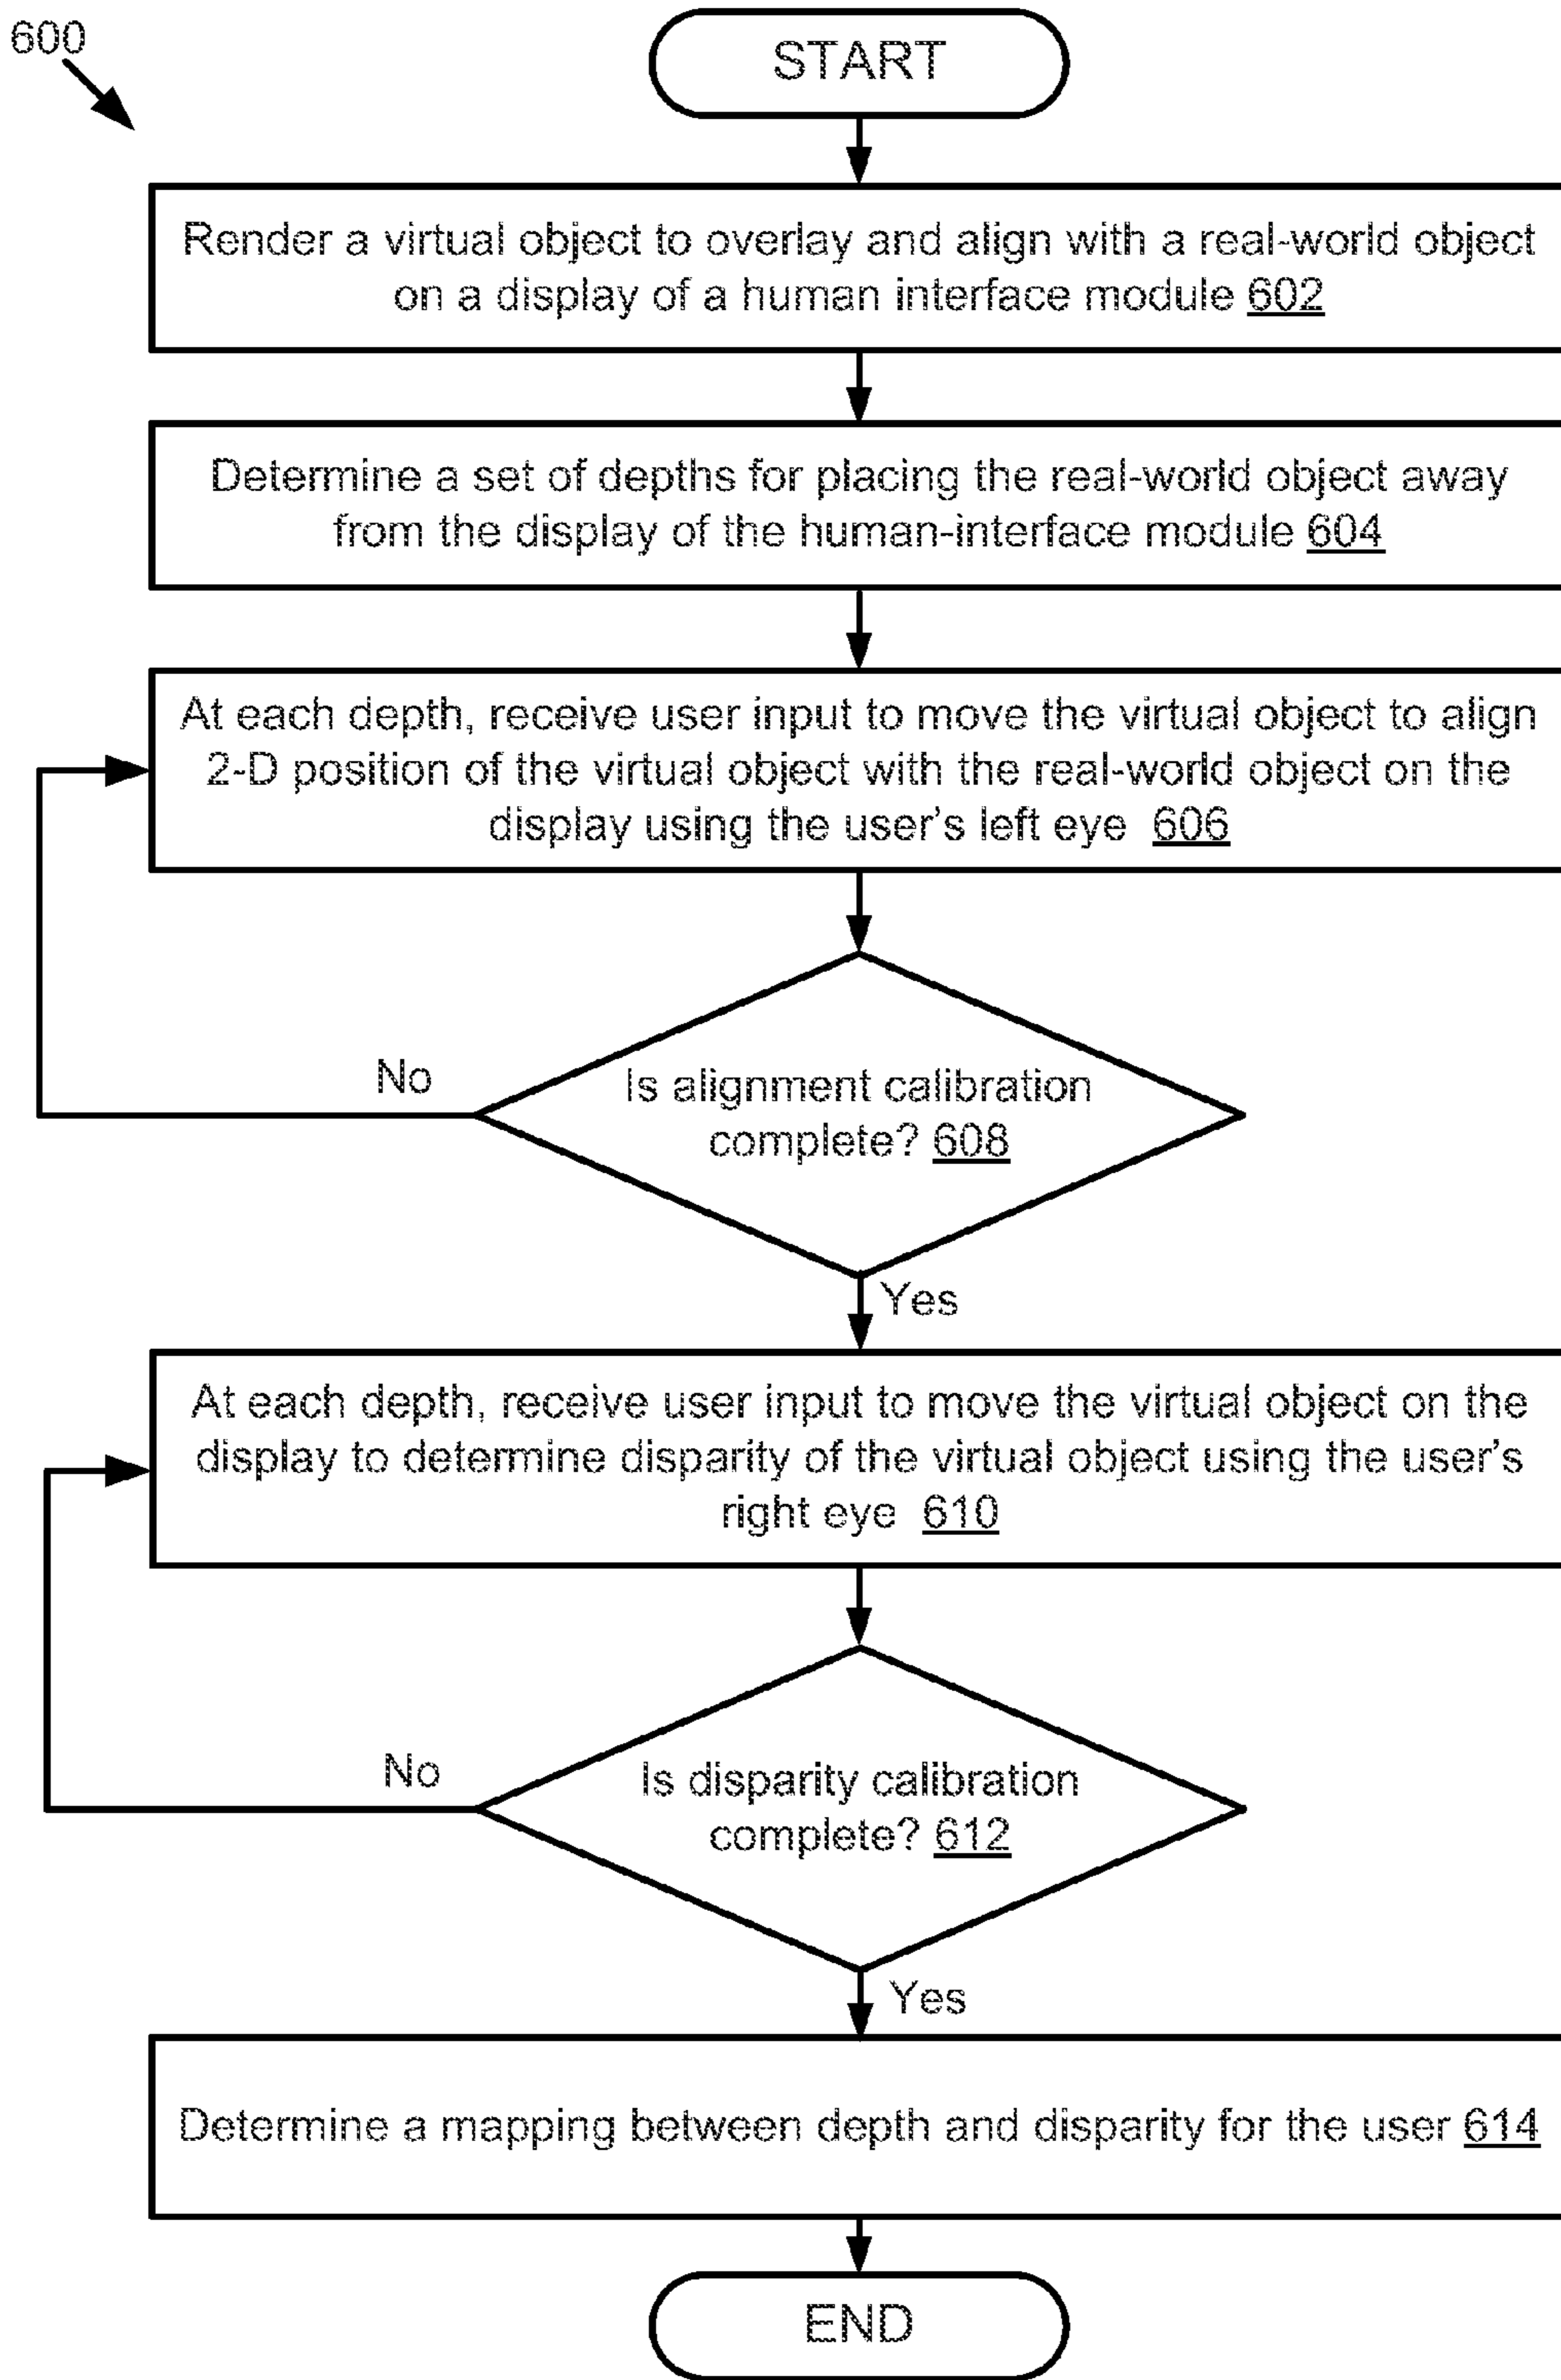 600
START
Render a virtual object to overlay and align with a real-world object
on a display of a human interface module 602
Determine a set of depths for placing the real-world object away
from the display of the human-interface module 604
At each depth, receive user input to move the virtual object to align
2-D position of the virtual object with the real-world object on the
display using the user's left eye 606
No
Is alignment calibration
complete? 608
Yes
At each depth, receive user input to move the virtual object on the
display to determine disparity of the virtual object using the user's
right eye 610
No
Is disparity calibration
complete? 612
Yes
Determine a mapping between depth and disparity for the user 614
END